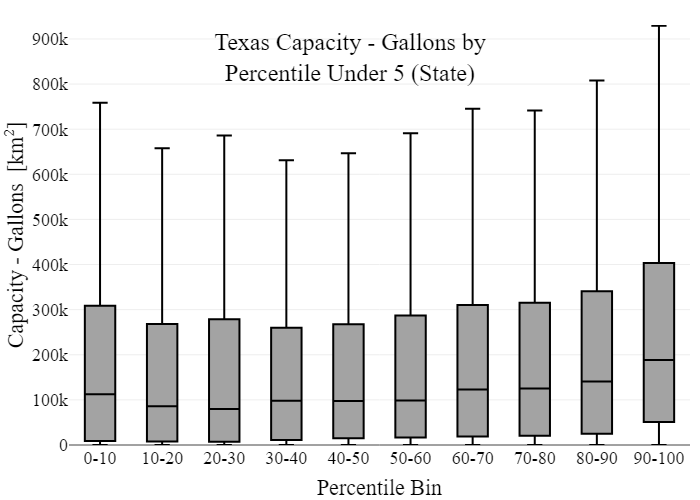 Texas Capacity - Gallons by
Percentile Under 5 (State)
Capacity - Gallons [km²]
900k
800k
700k
600k
500k
400k
300k
200k
100k
0
0-10 10-20 20-30 30-40 40-50 50-60 60-70 70-80 80-90 90-100
Percentile Bin